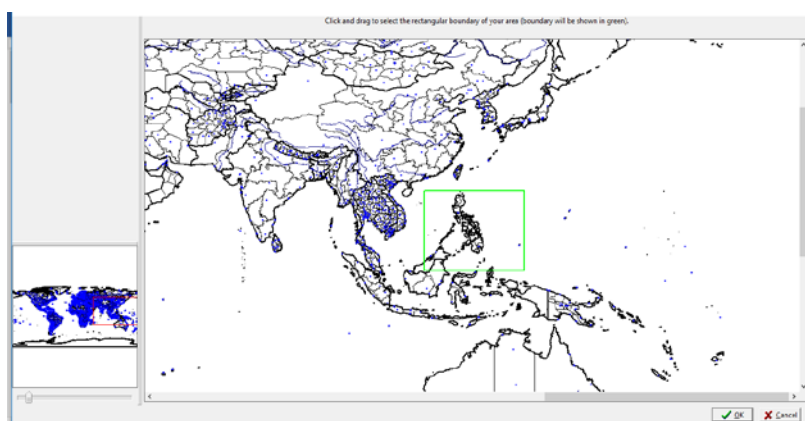 Click and drag to select the rectangular boundary of your area (boundary will be shown in green).
OK
Cancel